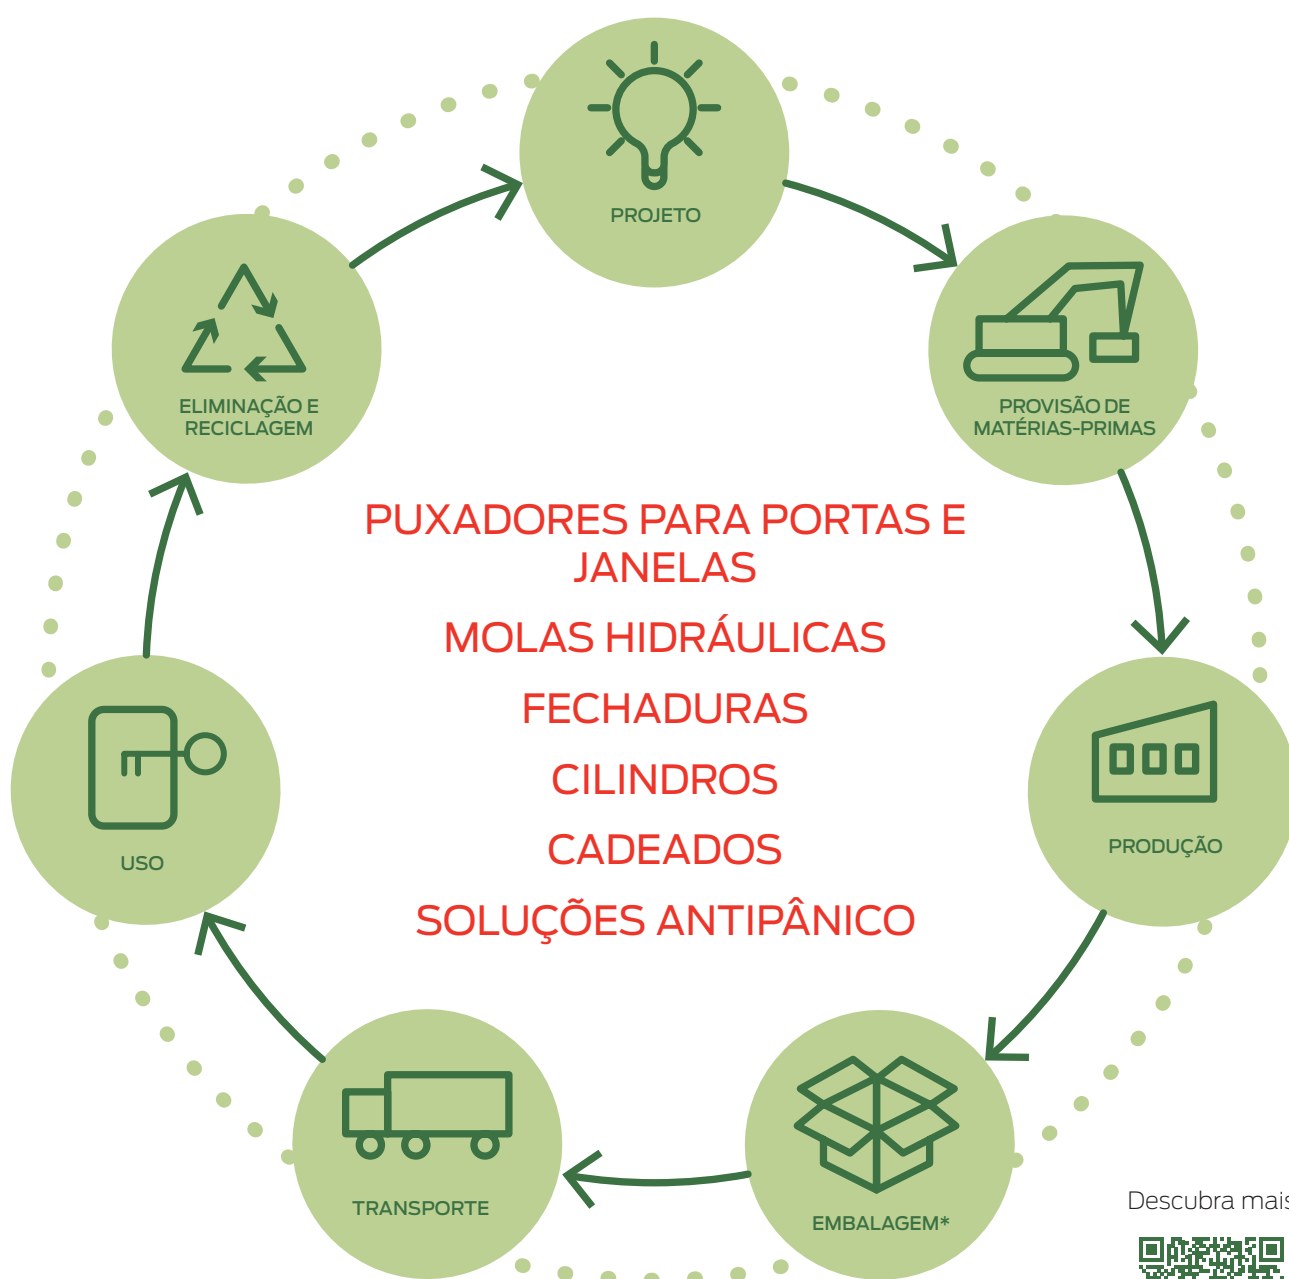 PROJETO
PROVISÃO DE
MATÉRIAS-PRIMAS
ELIMINAÇÃO E
RECICLAGEM
PUXADORES PARA PORTAS E
JANELAS
MOLAS HIDRÁULICAS
FECHADURAS
CILINDROS
CADEADOS
SOLUÇÕES ANTIPÂNICO
PRODUÇÃO
USO
TRANSPORTE
EMBALAGEM*
Descubra mais